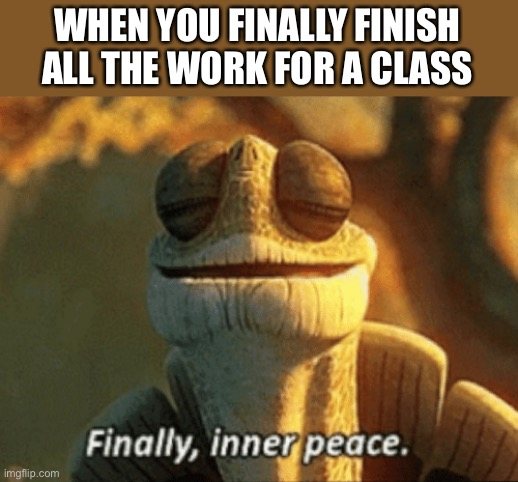 WHEN YOU FINALLY FINISH
ALL THE WORK FOR A CLASS
Finally, inner peace.
imgflip.com